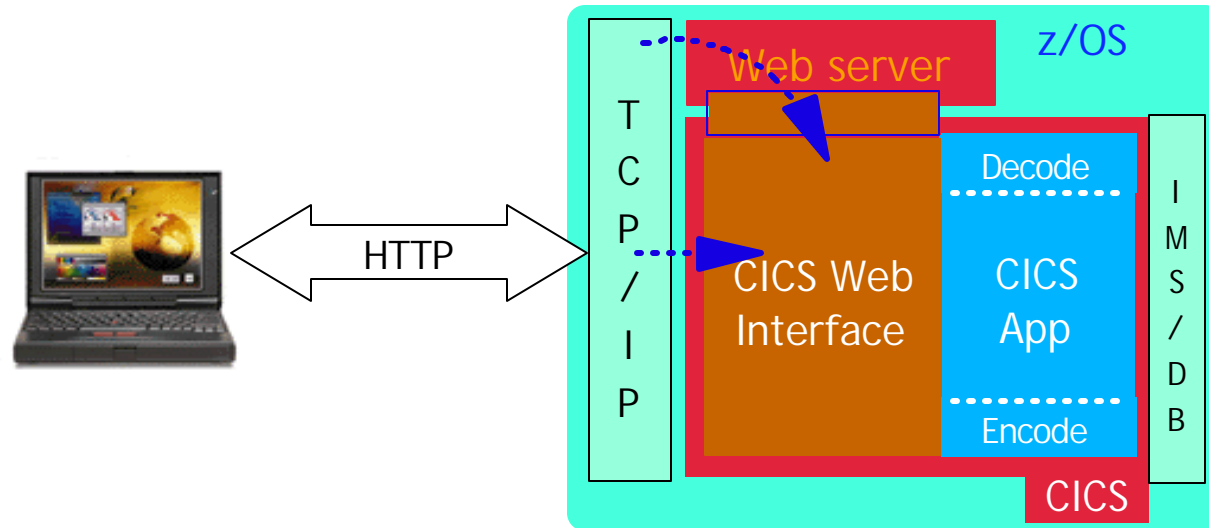 z/OS
Web server
T
C
P
/
I
P
HTTP
CICS Web
Interface
Decode
CICS
App
Encode
I
M
S
/
D
B
CICS